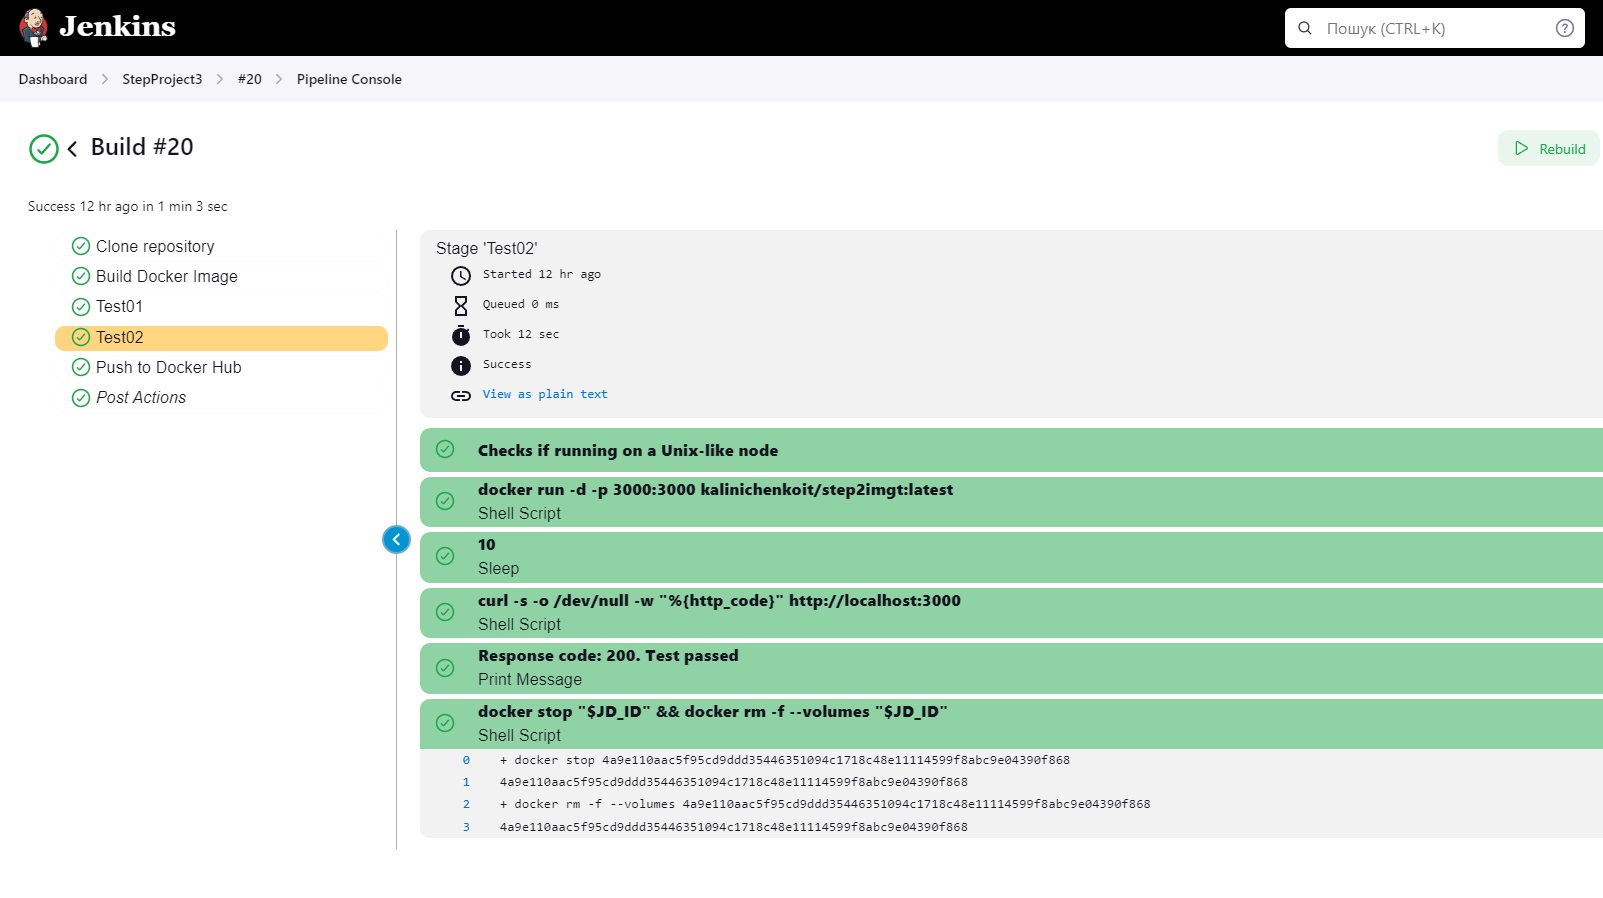 Jenkins
Пошук (CTRL+K)
Dashboard > StepProject3 > #20 > Pipeline Console
Build #20
Rebuild
Success 12 hr ago in 1 min 3 sec
Clone repository
Build Docker Image
Test01
Test02
Push to Docker Hub
Post Actions
Stage 'Test02'
Started 12 hr ago
Queued 0 ms
Took 12 sec
Success
View as plain text
Checks if running on a Unix-like node
docker run -d -p 3000:3000 kalinichenkoit/step2imgt:latest
Shell Script
10
Sleep
curl -s -o /dev/null -w "%{http_code}" http://localhost:3000
Shell Script
Response code: 200. Test passed
Print Message
docker stop "$JD_ID" && docker rm -f --volumes "$JD_ID"
Shell Script
0 + docker stop 4a9e110aac5f95cd9ddd35446351094c1718c48e11114599f8abc9e04390f868
1 4a9e110aac5f95cd9ddd35446351094c1718c48e11114599f8abc9e04390f868
2 + docker rm -f --volumes 4a9e110aac5f95cd9ddd35446351094c1718c48e11114599f8abc9e04390f868
3 4a9e110aac5f95cd9ddd35446351094c1718c48e11114599f8abc9e04390f868